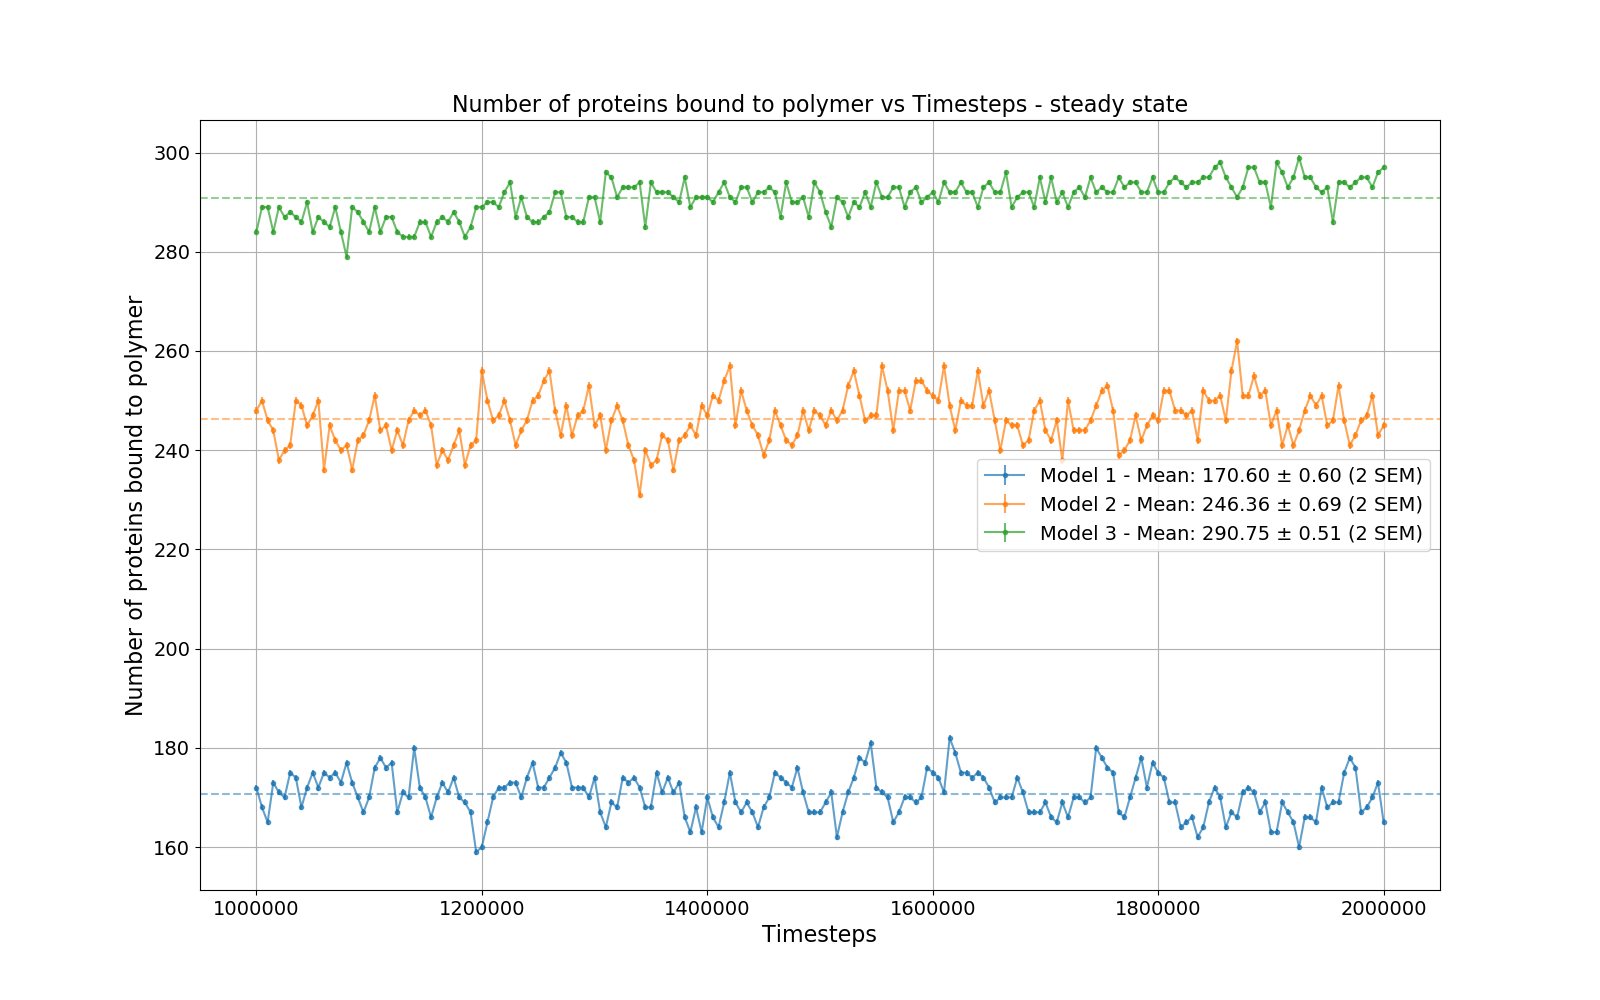 Number of proteins bound to polymer vs Timesteps - steady state
Number of proteins bound to polymer
300
280
260
240
220
200
180
160
Model 1 - Mean: 170.60 ± 0.60 (2 SEM)
Model 2 - Mean: 246.36 ± 0.69 (2 SEM)
Model 3 - Mean: 290.75 ± 0.51 (2 SEM)
1000000 1200000 1400000 1600000 1800000 2000000
Timesteps